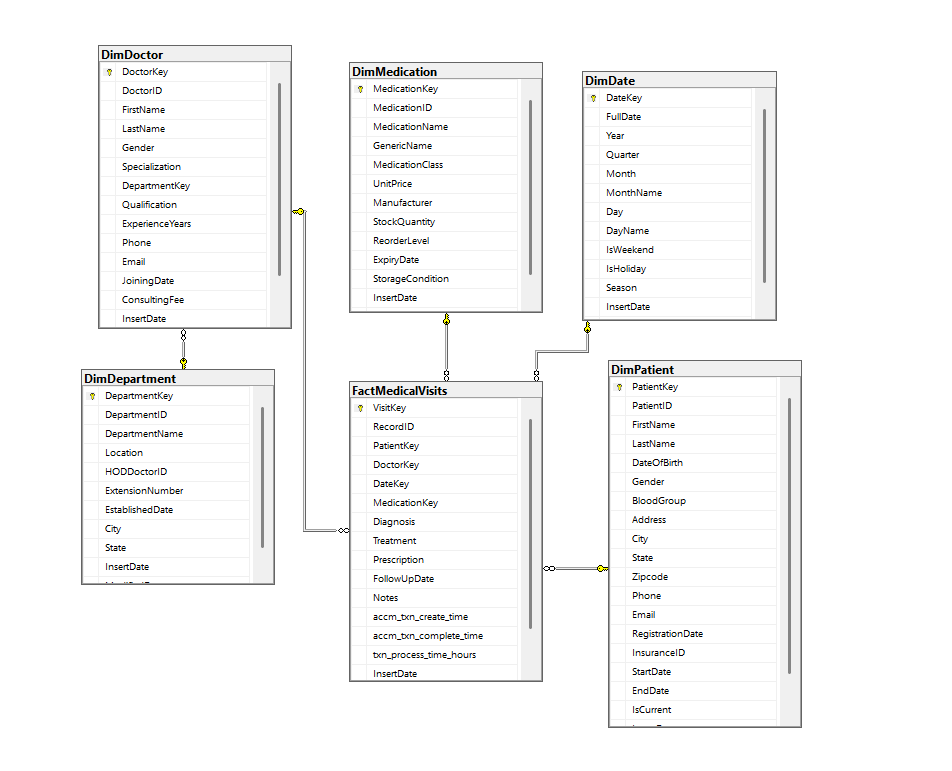 DimDoctor
DoctorKey
DoctorID
FirstName
LastName
Gender
Specialization
DepartmentKey
Qualification
ExperienceYears
Phone
Email
JoiningDate
ConsultingFee
InsertDate
DimMedication
MedicationKey
MedicationID
MedicationName
GenericName
MedicationClass
UnitPrice
Manufacturer
StockQuantity
ReorderLevel
ExpiryDate
StorageCondition
InsertDate
DimDate
DateKey
FullDate
Year
Quarter
Month
MonthName
Day
DayName
IsWeekend
IsHoliday
Season
InsertDate
DimDepartment
DepartmentKey
DepartmentID
DepartmentName
Location
HODDoctorID
ExtensionNumber
EstablishedDate
City
State
InsertDate
FactMedicalVisits
VisitKey
RecordID
PatientKey
DoctorKey
DateKey
MedicationKey
Diagnosis
Treatment
Prescription
FollowUpDate
Notes
accm_txn_create_time
accm_txn_complete_time
txn_process_time_hours
InsertDate
DimPatient
PatientKey
PatientID
FirstName
LastName
DateOfBirth
Gender
BloodGroup
Address
City
State
Zipcode
Phone
Email
RegistrationDate
InsuranceID
StartDate
EndDate
IsCurrent